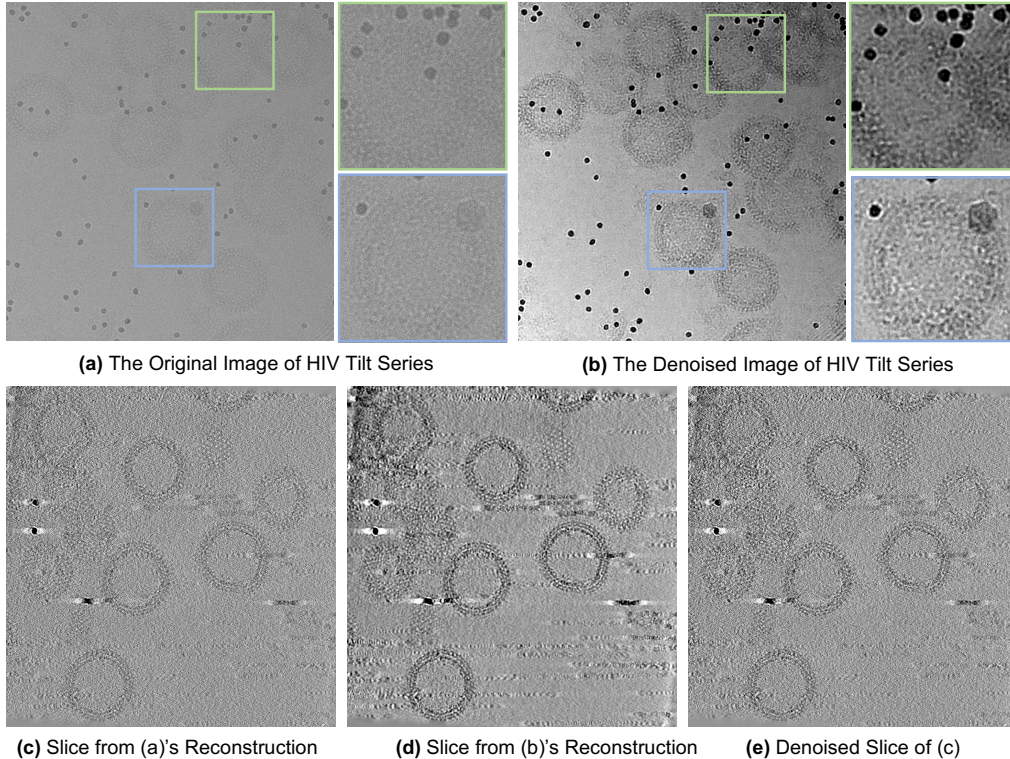 (a) The Original Image of HIV Tilt Series
(b) The Denoised Image of HIV Tilt Series
(c) Slice from (a)'s Reconstruction
(d) Slice from (b)'s Reconstruction
(e) Denoised Slice of (c)